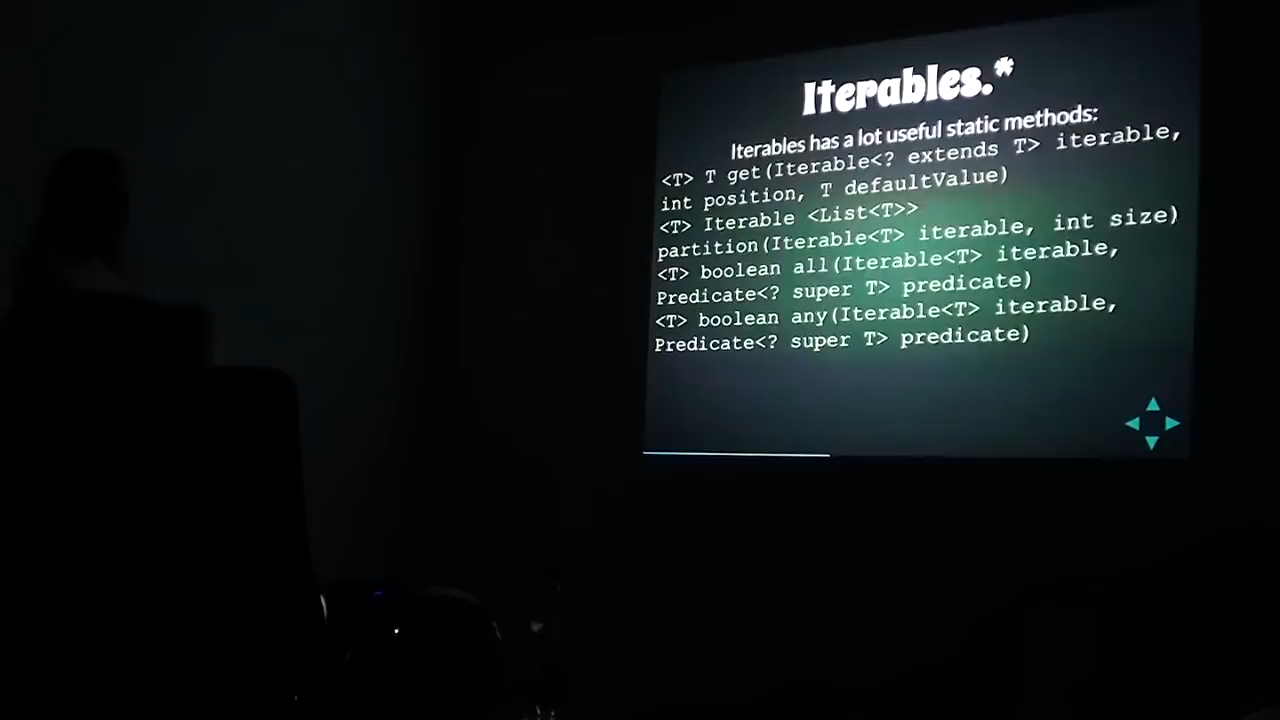 Iterables.*
Iterables has a lot useful static methods:
<T> T get(Iterable<? extends T> iterable,
int position, T defaultValue)
<T> Iterable <List<T>>
partition(Iterable<T> iterable, int size)
<T> boolean all(Iterable<T> iterable,
Predicate<? super T> predicate)
<T> boolean any(Iterable<T> iterable,
Predicate<? super T> predicate)